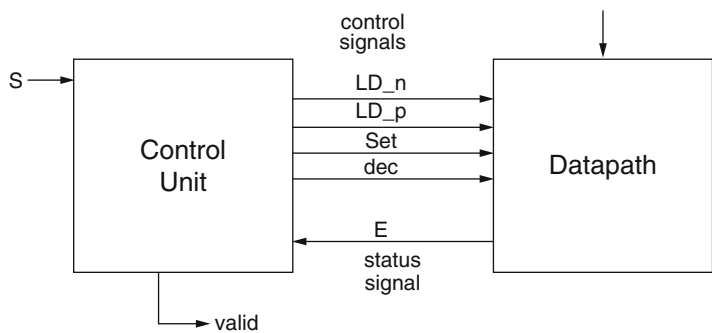 control
signals
S
LD_n
LD_p
Set
dec
Control
Unit
Datapath
E
status
signal
valid